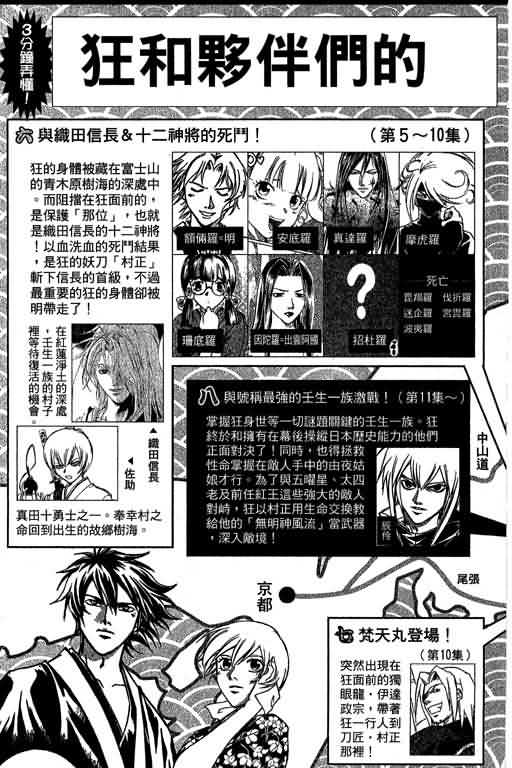 3分鐘弄懂!
狂和夥伴們的
六 與織田信長&十二神將的死鬥!
(第5~10集)
狂的身體被藏在富士山
的青木原樹海的深處中
。而阻擋在狂面前的,
是保護「那位」,也就
是織田信長的十二神將
!以血洗血的死鬥結果
,是狂的妖刀「村正」
斬下信長的首級,不過
最重要的狂的身體卻被
明帶走了!
額倆羅=明
安底羅
真達羅
摩虎羅
珊底羅
因陀羅=出雲阿國
?
招杜羅
死亡
毘羯羅 伐折羅
迷企羅 宮毘羅
波夷羅
在紅蓮淨土的深處
,壬生一族的村子
裡等待復活的機會。
▲織田信長
◀佐助
真田十勇士之一。奉幸村之
命回到出生的故鄉樹海。
八 與號稱最強的壬生一族激戰!(第11集~)
掌握狂身世等一切謎題關鍵的壬生一族。狂
終於和擁有在幕後操縱日本歷史能力的他們
正面對決了!同時,也得拯救
性命掌握在敵人手中的由夜姑
娘才行。為了與五曜星、太四
老及前任紅王這些強大的敵人
對峙,狂以村正用生命交換教
給他的「無明神風流」當武器
,深入敵境!
辰伶
中山道
尾張
京都
七 梵天丸登場!
(第10集)
突然出現在
狂面前的獨
眼龍・伊達
政宗,帶著
狂一行人到
刀匠・村正
那裡!